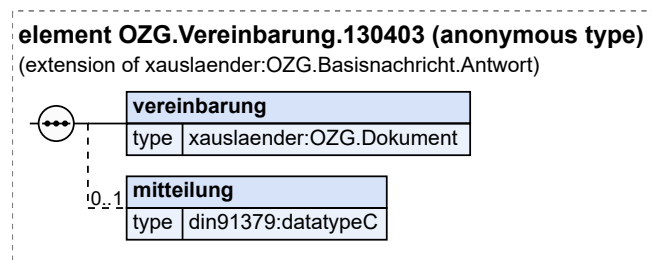 element OZG.Vereinbarung.130403 (anonymous type)
(extension of xauslaender:OZG.Basisnachricht.Antwort)
vereinbarung
type xauslaender:OZG.Dokument
0..1
mitteilung
type din91379:datatypeC